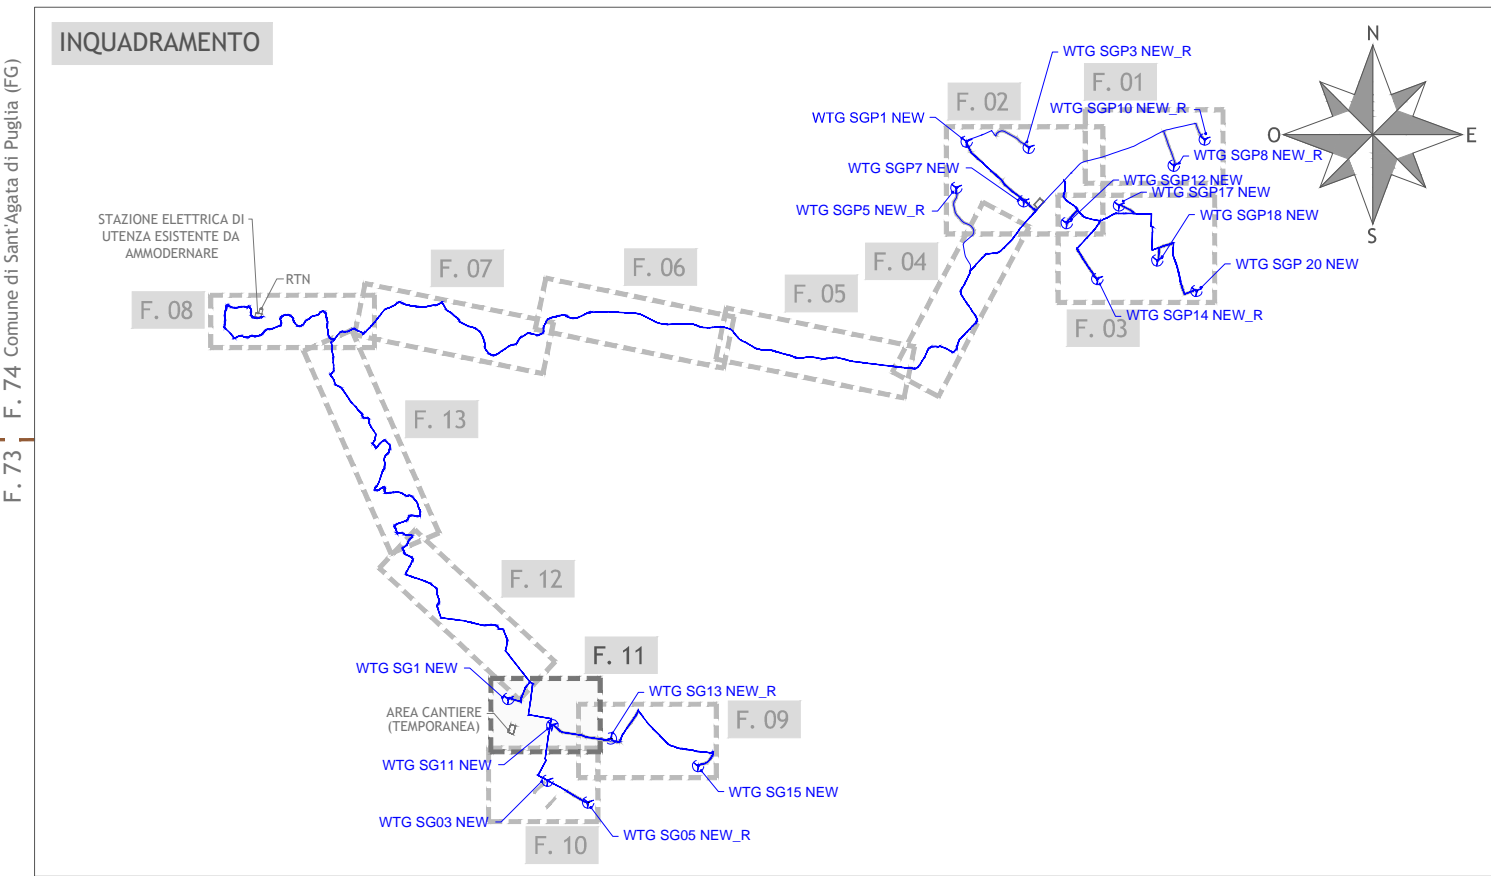 INQUADRAMENTO
F. 74 Comune di Sant'Agata di Puglia (FG)
F. 73
N
O
E
S
WTG SGP3 NEW_R
F. 01
F. 02
WTG SGP10 NEW_R
WTG SGP1 NEW
WTG SGP8 NEW_R
WTG SGP7 NEW
WTG SGP12 NEW
WTG SGP17 NEW
WTG SGP5 NEW_R
WTG SGP18 NEW
STAZIONE ELETTRICA DI
UTENZA ESISTENTE DA
AMMODERNARE
RTN
F. 08
F. 07
F. 06
F. 05
F. 04
WTG SGP 20 NEW
WTG SGP14 NEW_R
F. 03
F. 13
F. 12
F. 11
WTG SG1 NEW
WTG SG13 NEW_R
AREA CANTIERE
(TEMPORANEA)
F. 09
WTG SG11 NEW
WTG SG15 NEW
WTG SG03 NEW
WTG SG05 NEW_R
F. 10